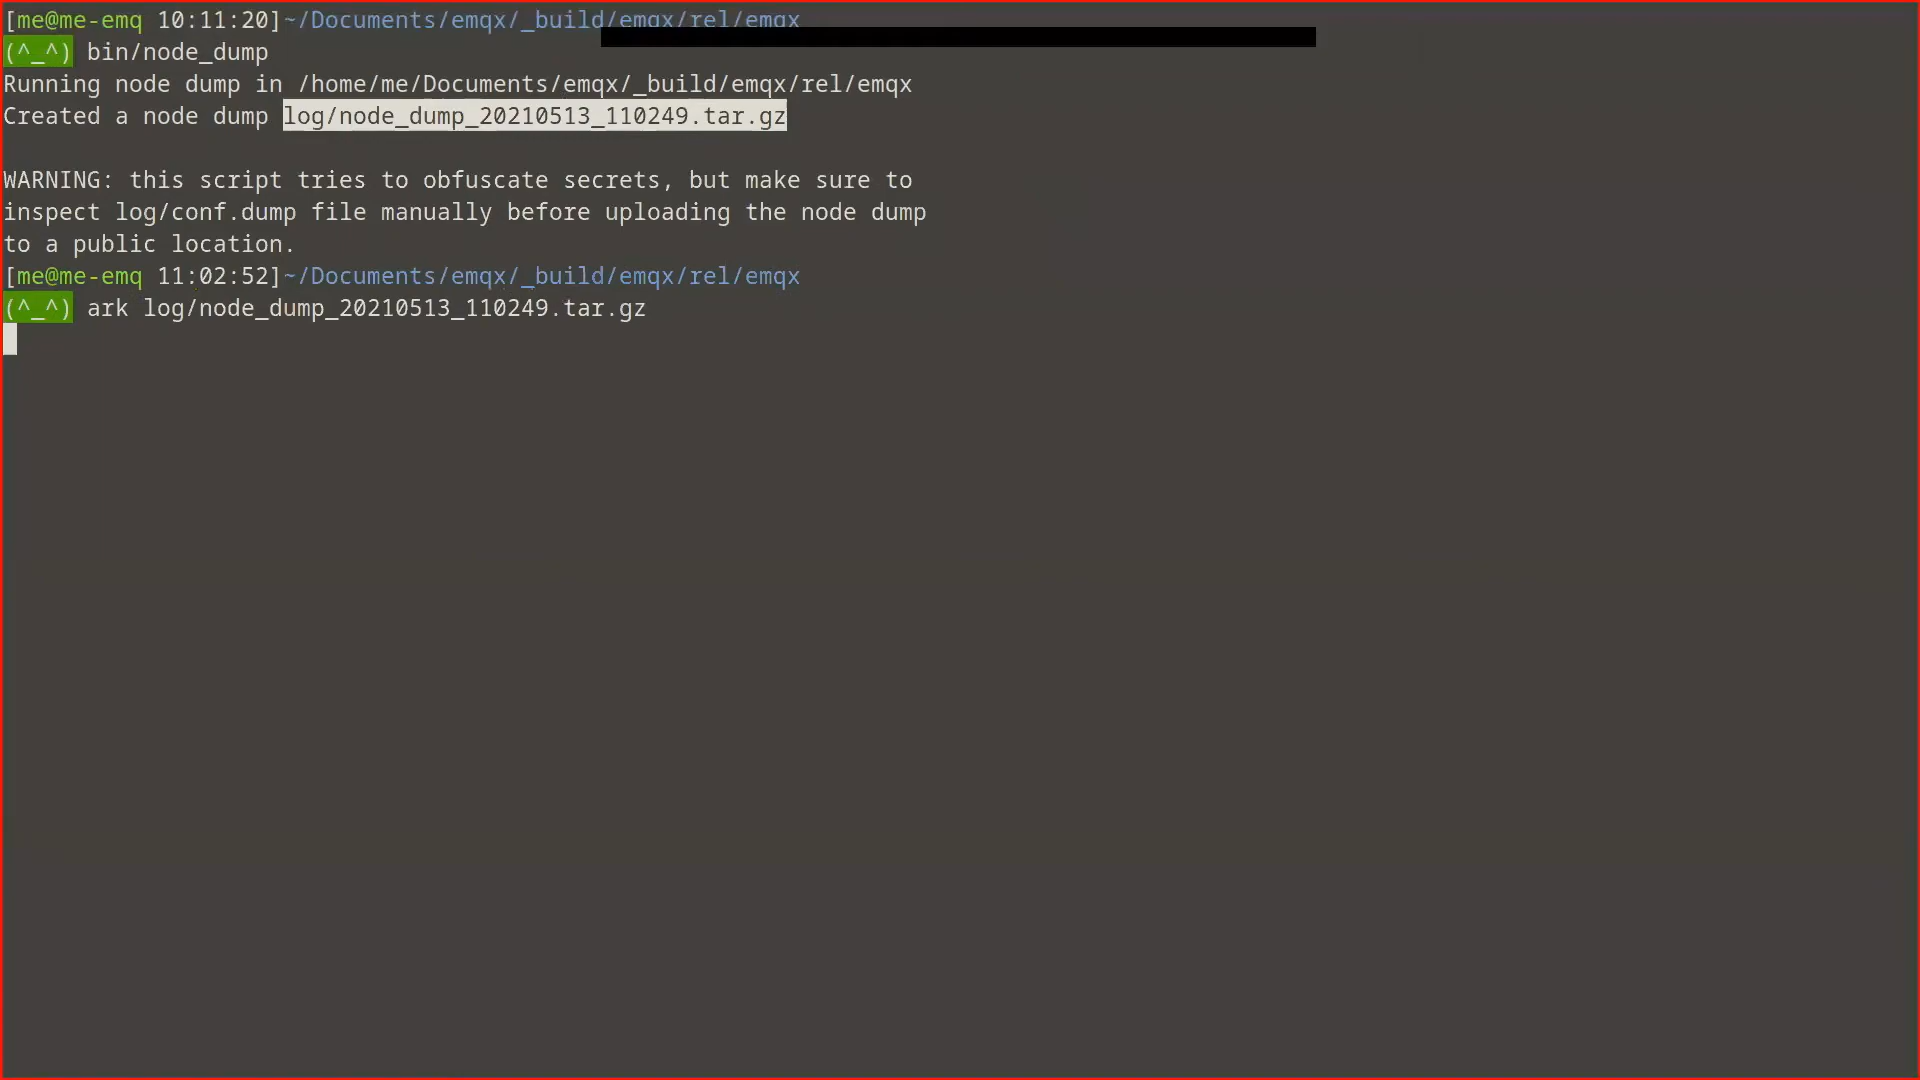 [me@me-emq 10:11:20]~/Documents/emqx/_build/emqx/rel/emqx
(^_^) bin/node_dump
Running node dump in /home/me/Documents/emqx/_build/emqx/rel/emqx
Created a node dump log/node_dump_20210513_110249.tar.gz
WARNING: this script tries to obfuscate secrets, but make sure to
inspect log/conf.dump file manually before uploading the node dump
to a public location.
[me@me-emq 11:02:52]~/Documents/emqx/_build/emqx/rel/emqx
(^_^) ark log/node_dump_20210513_110249.tar.gz